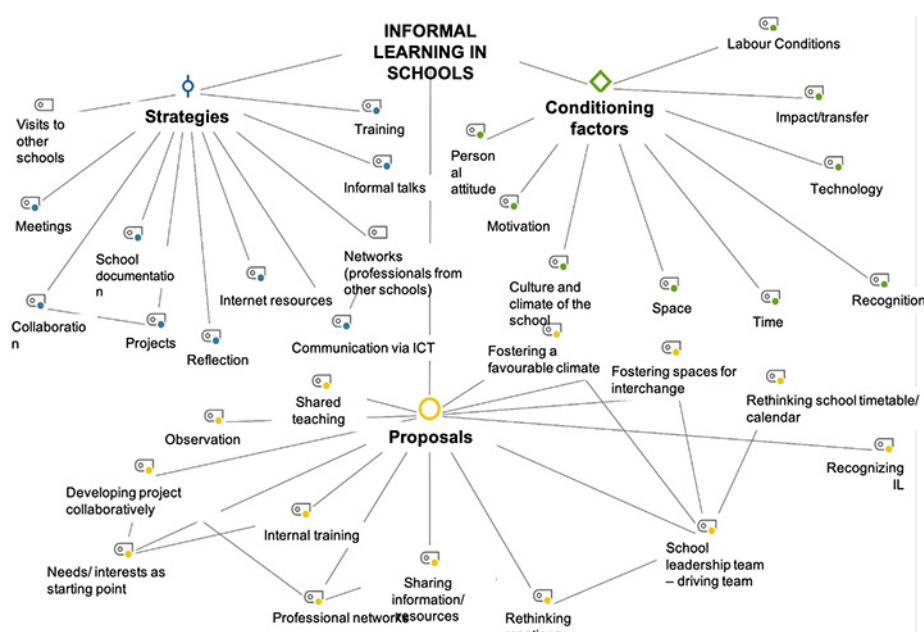 INFORMAL
LEARNING IN
SCHOOLS
Labour Conditions
Strategies
Conditioning
factors
Visits to
other
schools
Training
Impact/transfer
Person
al
attitude
Informal talks
Technology
Meetings
Motivation
School
documentatio
n
Networks
(professionals from
other schools)
Internet resources
Culture and
climate of the
school
Space
Time
Recognition
Collaboratio
n
Projects
Reflection
Communication via ICT
Fostering a
favourable climate
Fostering spaces for
interchange
Rethinking school timetable/
calendar
Shared
teaching
Observation
Proposals
Recognizing
IL
Developing project
collaboratively
Internal training
School
leadership team
– driving team
Needs/ interests as
starting point
Sharing
information/
resources
Professional networks
Rethinking